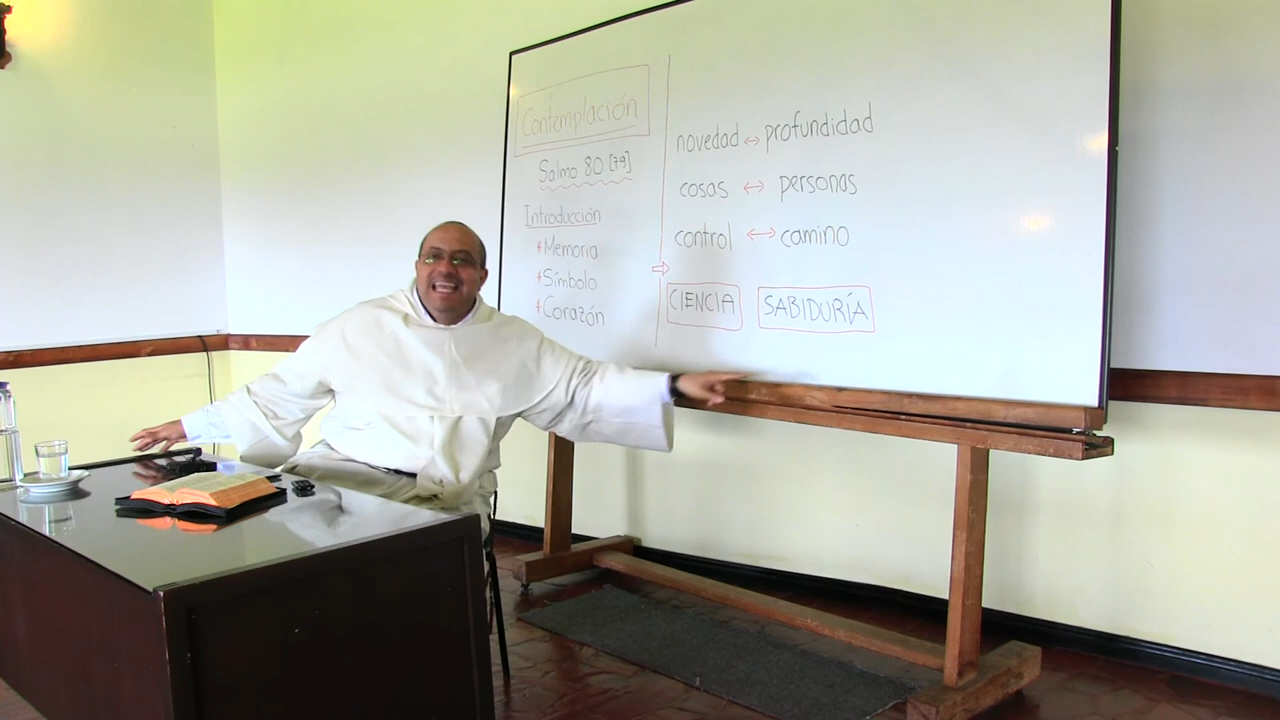 Contemplación
Salmo 80 [79]
Introducción
*Memoria
*Símbolo
*Corazón
novedad ↔ profundidad
cosas ↔ personas
control ↔ camino
⇨
CIENCIA SABIDURÍA